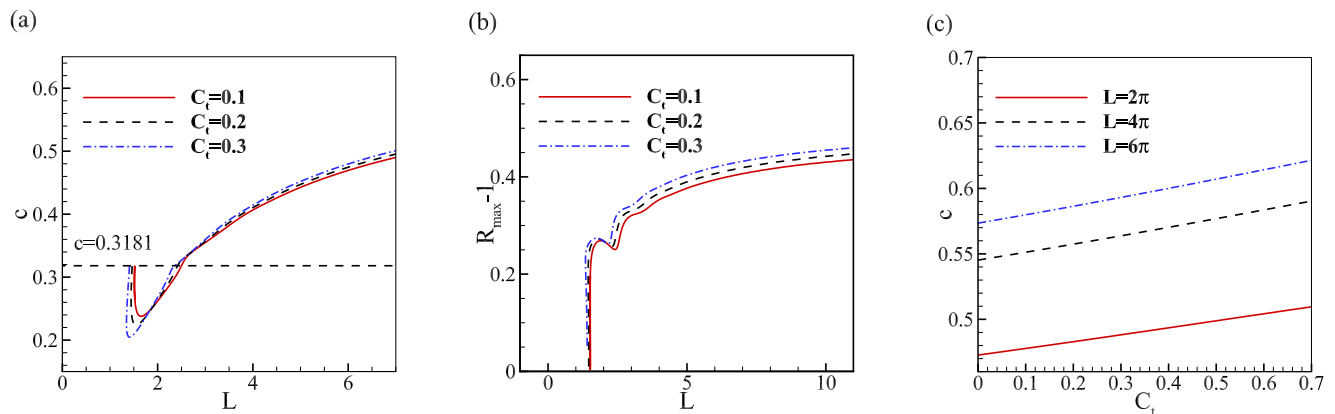 (a)
c
0.6
0.5
0.4
0.3
0.2
C_t=0.1
C_t=0.2
C_t=0.3
c=0.3181
0 2 4 6
L
(b)
R_max-1
0.6
0.4
0.2
0
C_t=0.1
C_t=0.2
C_t=0.3
0 5 10
L
(c)
c
0.7
0.65
0.6
0.55
0.5
L=2π
L=4π
L=6π
0 0.1 0.2 0.3 0.4 0.5 0.6 0.7
C_t